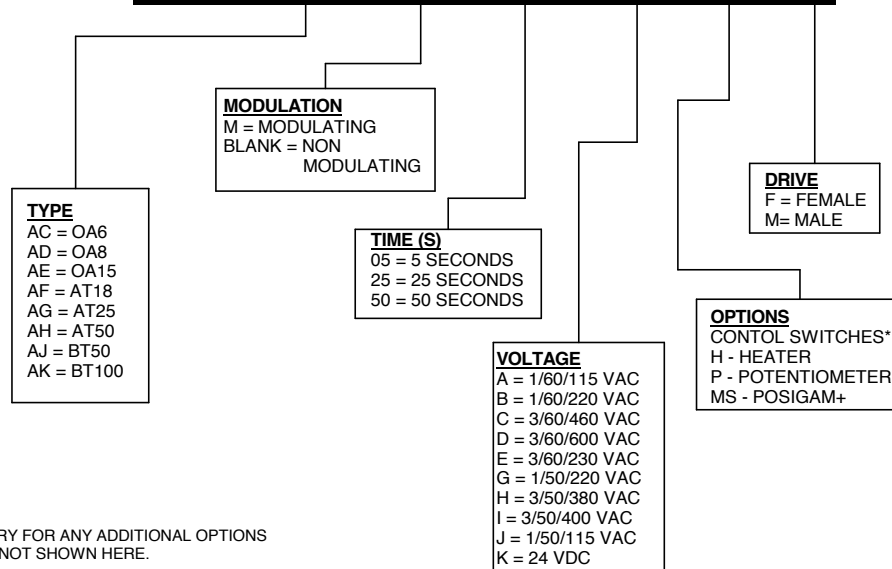 MODULATION
M = MODULATING
BLANK = NON
MODULATING
TYPE
AC = OA6
AD = OA8
AE = OA15
AF = AT18
AG = AT25
AH = AT50
AJ = BT50
AK = BT100
TIME (S)
05 = 5 SECONDS
25 = 25 SECONDS
50 = 50 SECONDS
VOLTAGE
A = 1/60/115 VAC
B = 1/60/220 VAC
C = 3/60/460 VAC
D = 3/60/600 VAC
E = 3/60/230 VAC
G = 1/50/220 VAC
H = 3/50/380 VAC
I = 3/50/400 VAC
J = 1/50/115 VAC
K = 24 VDC
DRIVE
F = FEMALE
M= MALE
OPTIONS
CONTOL SWITCHES*
H - HEATER
P - POTENTIOMETER
MS - POSIGAM+
RY FOR ANY ADDITIONAL OPTIONS
NOT SHOWN HERE.